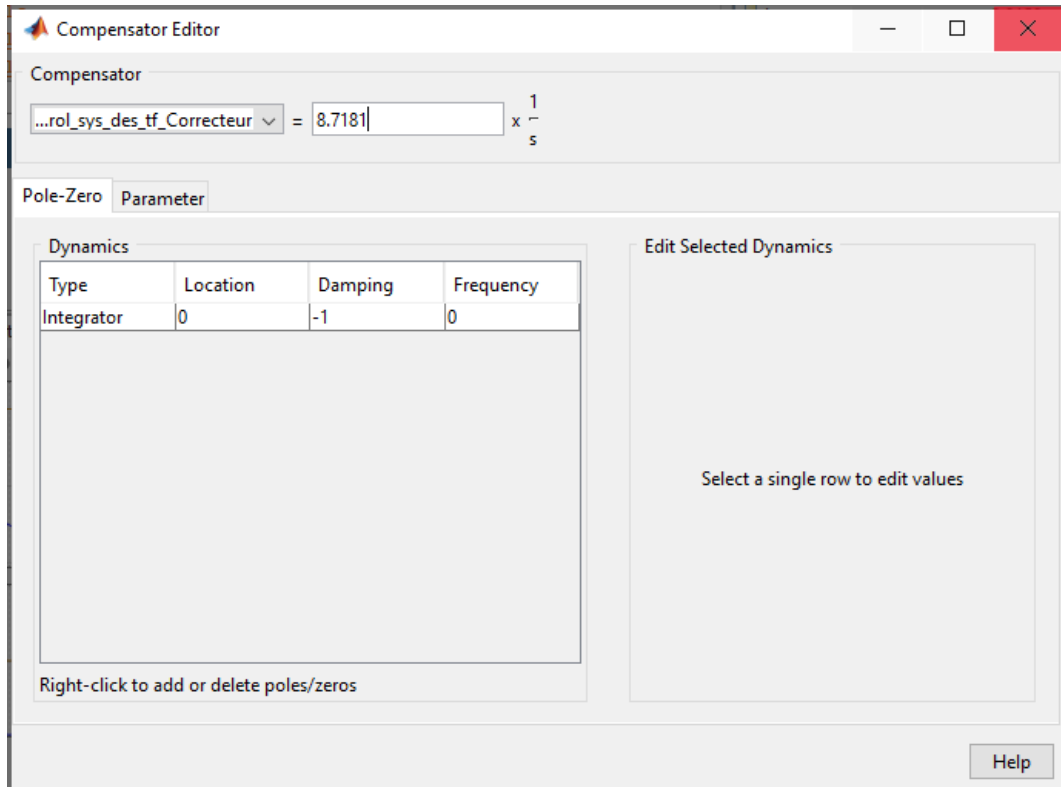 Compensator Editor
Compensator
...rol_sys_des_tf_Correcteur = 8.7181 x 1
s
Pole-Zero Parameter
Dynamics
Type Location Damping Frequency
Integrator 0 -1 0
Right-click to add or delete poles/zeros
Edit Selected Dynamics
Select a single row to edit values
Help